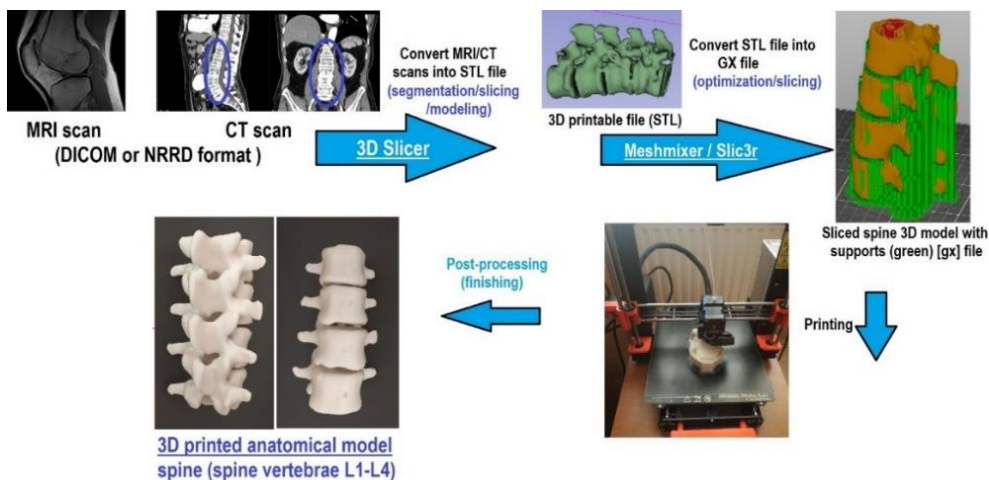 MRI scan
CT scan
(DICOM or NRRD format )
Convert MRI/CT
scans into STL file
(segmentation/slicing
/modeling)
3D Slicer
3D printable file (STL)
Convert STL file into
GX file
(optimization/slicing)
Meshmixer / Slic3r
Sliced spine 3D model with
supports (green) [gx] file
Printing
Post-processing
(finishing)
3D printed anatomical model
spine (spine vertebrae L1-L4)